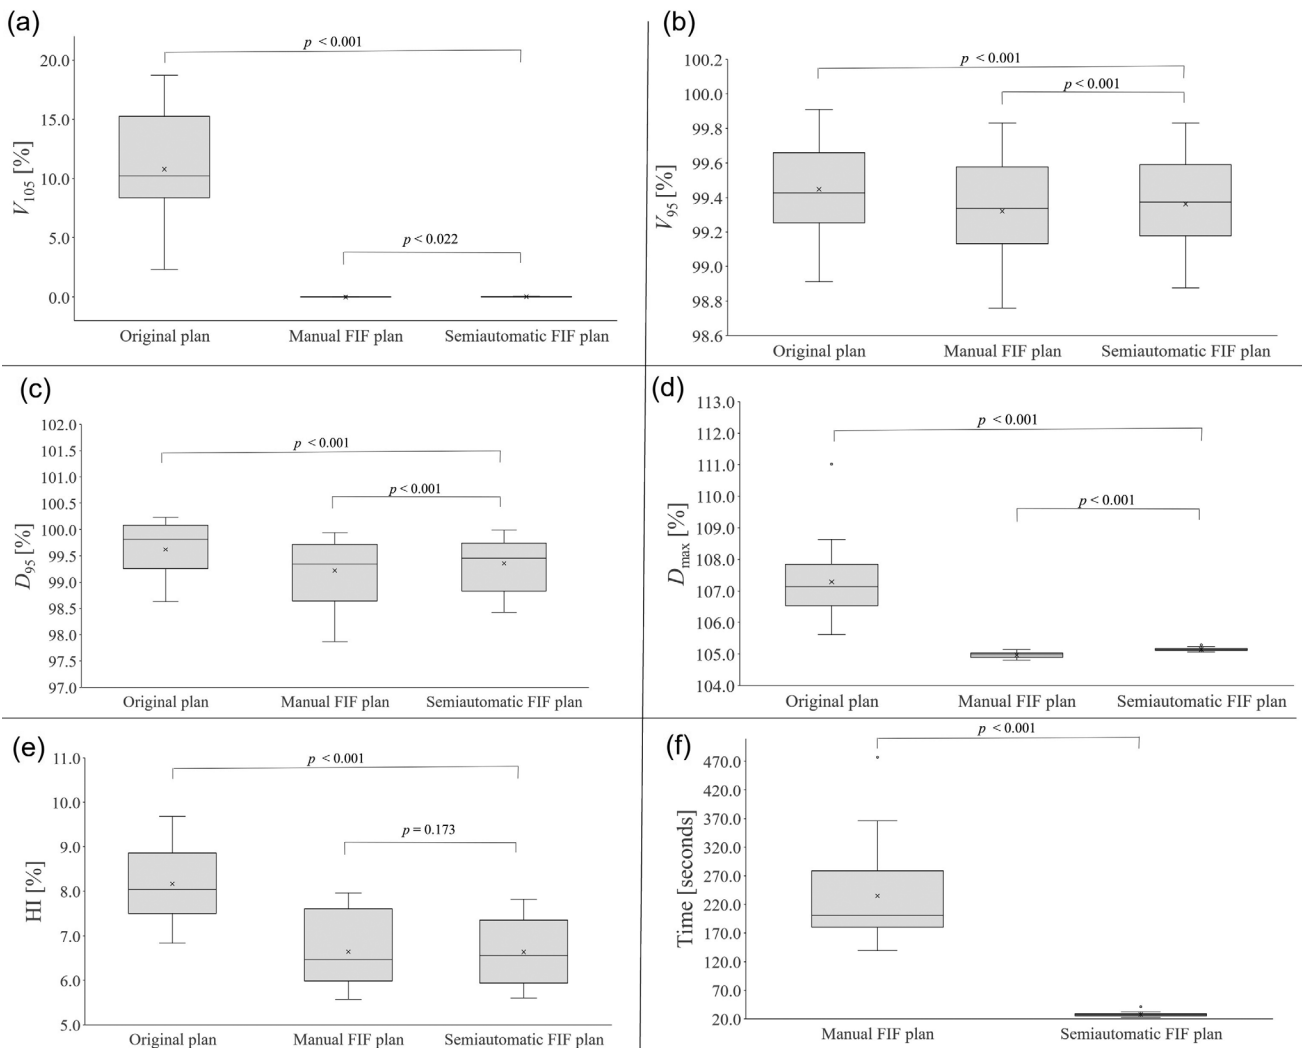 (a)
p < 0.001
20.0
15.0
10.0
5.0
0.0
V105 [%]
p < 0.022
Original plan
Manual FIF plan
Semiautomatic FIF plan
(b)
p < 0.001
p < 0.001
100.2
100.0
99.8
99.6
99.4
99.2
99.0
98.8
98.6
V95 [%]
Original plan
Manual FIF plan
Semiautomatic FIF plan
(c)
p < 0.001
p < 0.001
102.0
101.5
101.0
100.5
100.0
99.5
99.0
98.5
98.0
97.5
97.0
D95 [%]
Original plan
Manual FIF plan
Semiautomatic FIF plan
(d)
p < 0.001
p < 0.001
113.0
112.0
111.0
110.0
109.0
108.0
107.0
106.0
105.0
104.0
Dmax [%]
Original plan
Manual FIF plan
Semiautomatic FIF plan
(e)
p < 0.001
p = 0.173
11.0
10.0
9.0
8.0
7.0
6.0
5.0
HI [%]
Original plan
Manual FIF plan
Semiautomatic FIF plan
(f)
p < 0.001
470.0
420.0
370.0
320.0
270.0
220.0
170.0
120.0
70.0
20.0
Time [seconds]
Manual FIF plan
Semiautomatic FIF plan